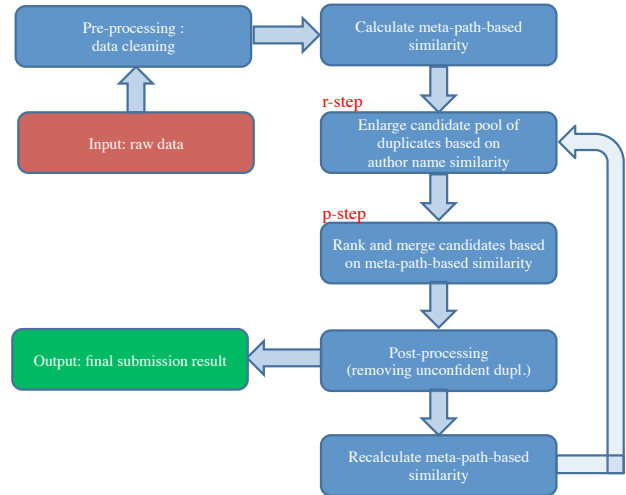 Pre-processing :
data cleaning
Calculate meta-path-based
similarity
r-step
Input: raw data
Enlarge candidate pool of
duplicates based on
author name similarity
p-step
Rank and merge candidates based
on meta-path-based similarity
Output: final submission result
Post-processing
(removing unconfident dupl.)
Recalculate meta-path-based
similarity